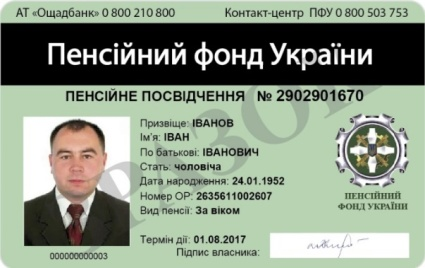 АТ «Ощадбанк» 0 800 210 800 Контакт-центр ПФУ 0 800 503 753
Пенсійний фонд України
ПЕНСІЙНЕ ПОСВІДЧЕННЯ № 2902901670
Призвіще: ІВАНОВ
Ім'я: ІВАН
По батькові: ІВАНОВИЧ
Стать: чоловіча
Дата народження: 24.01.1952
Номер ОР: 2635611002607
Вид пенсії: За віком
ПЕНСІЙНИЙ
ФОНД УКРАЇНИ
Термін дії: 01.08.2017
Підпис власника:
000000000003